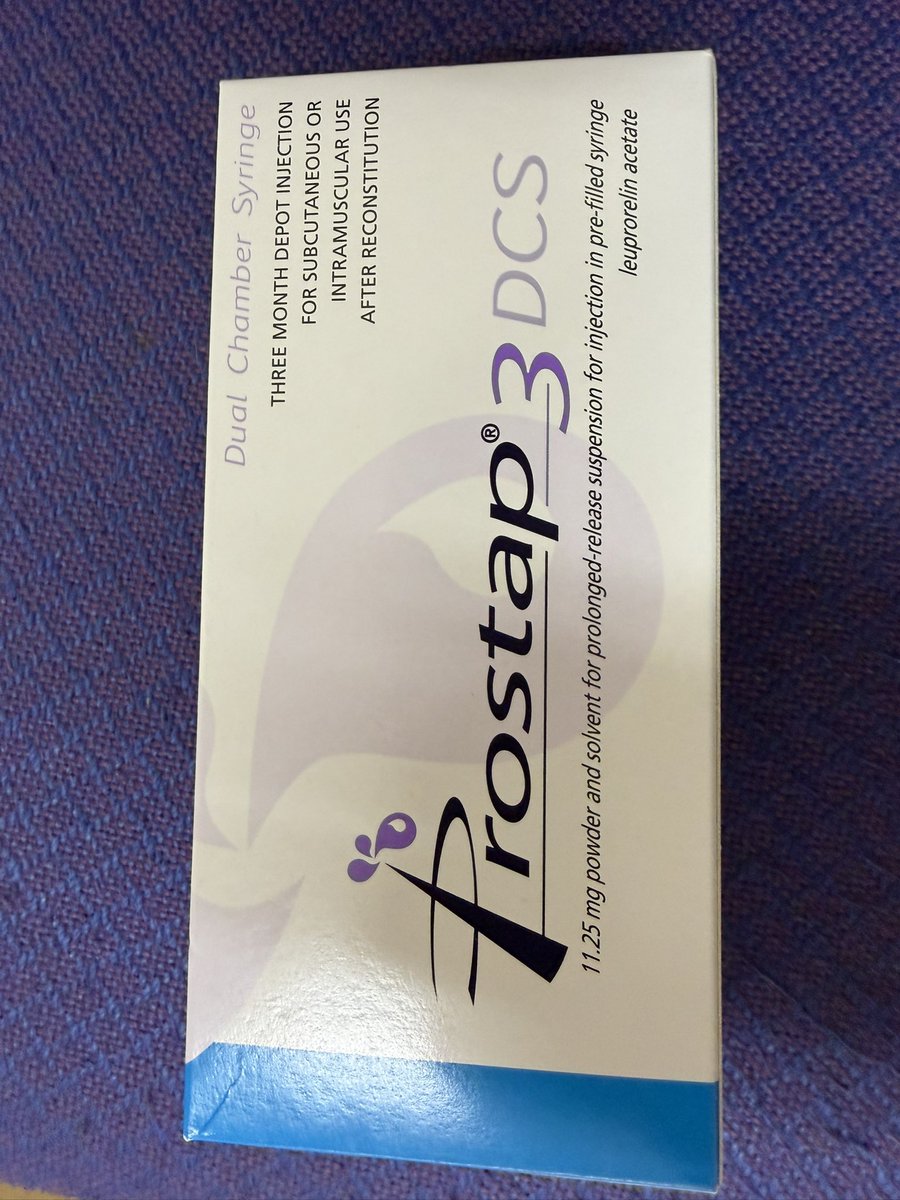 Dual Chamber Syringe
THREE MONTH DEPOT INJECTION
FOR SUBCUTANEOUS OR
INTRAMUSCULAR USE
AFTER RECONSTITUTION
Prostap® 3 DCS
11.25 mg powder and solvent for prolonged-release suspension for injection in pre-filled syringe
leuprorelin acetate